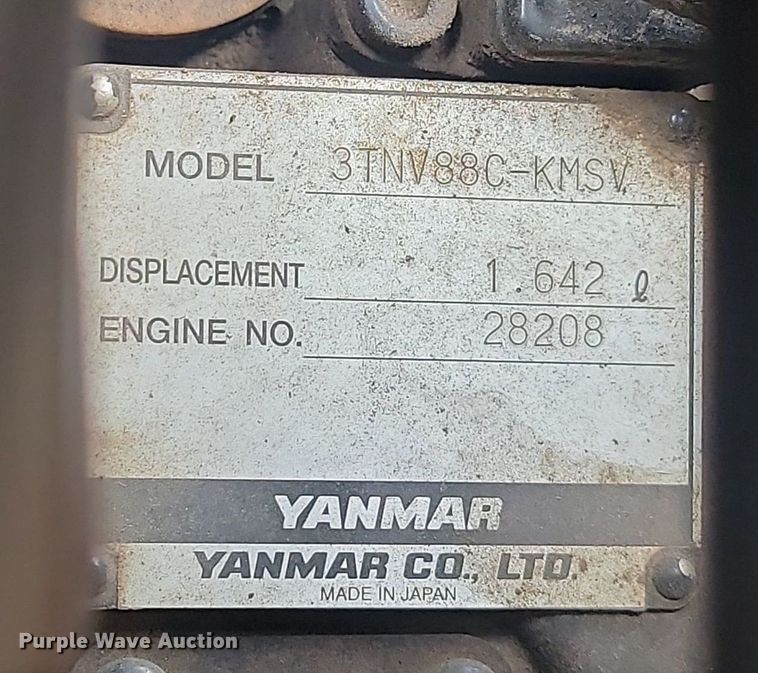 MODEL 3TNV88C-KMSV
DISPLACEMENT 1.642 ℓ
ENGINE NO. 28208
YANMAR
YANMAR CO., LTD.
MADE IN JAPAN
Purple Wave Auction